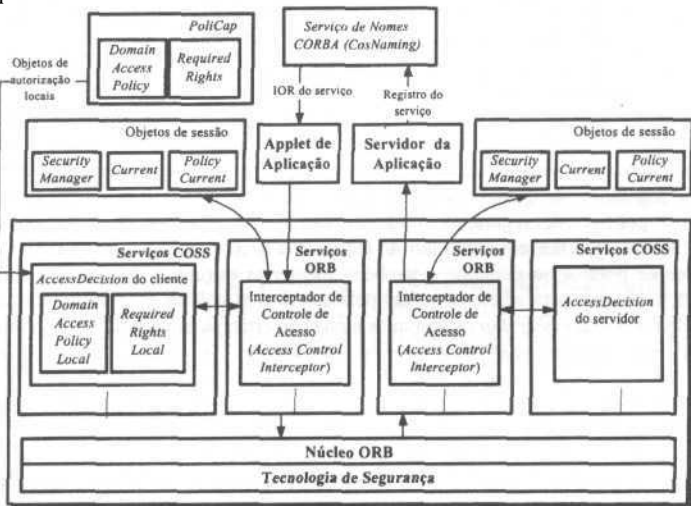 PoliCap
Domain
Access
Policy
Required
Rights
Objetos de
autorização
locais
Serviço de Nomes
CORBA (CosNaming)
IOR do serviço
Registro do
serviço
Objetos de sessão
Security
Manager
Current
Policy
Current
Applet de
Aplicação
Servidor da
Aplicação
Objetos de sessão
Security
Manager
Current
Policy
Current
Serviços COSS
AccessDecision do cliente
Domain
Access
Policy
Local
Required
Rights
Local
Serviços
ORB
Interceptador de
Controle de
Acesso
(Access Control
Interceptor)
Serviços
ORB
Interceptador de
Controle de
Acesso
(Access Control
Interceptor)
Serviços COSS
AccessDecision
do servidor
Núcleo ORB
Tecnologia de Segurança